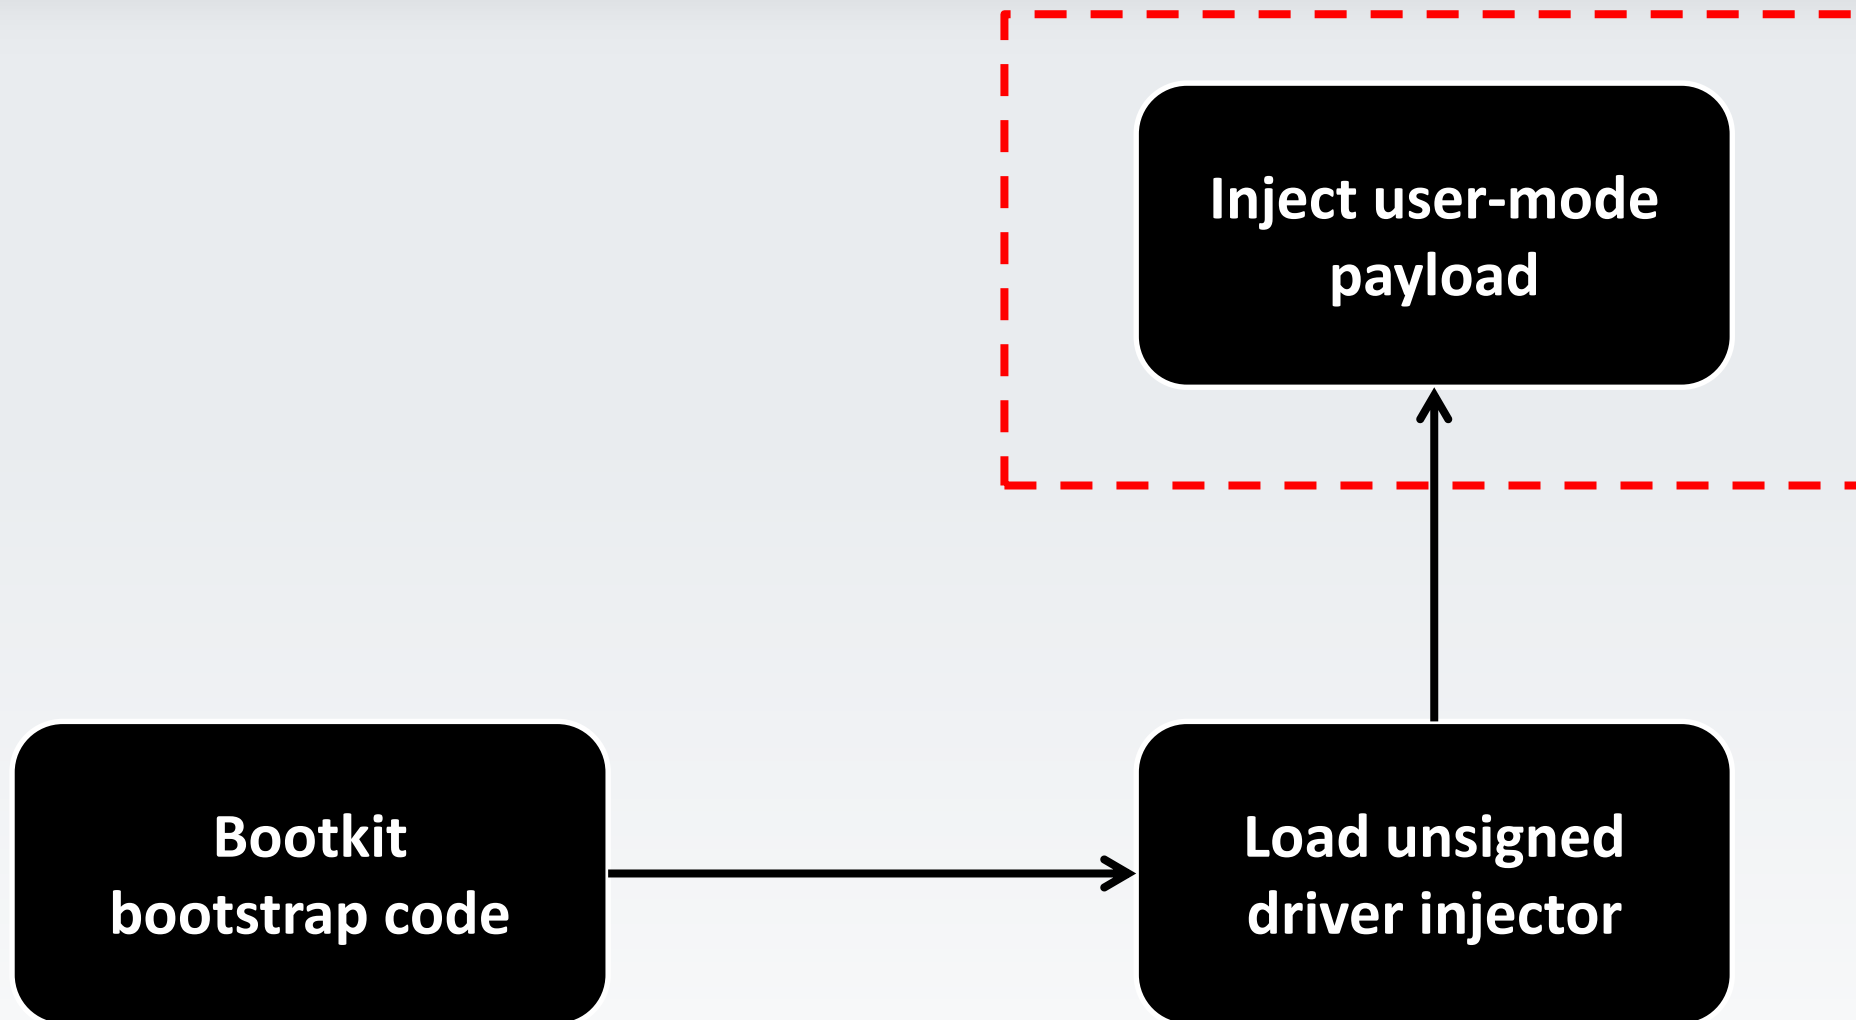 Inject user-mode
payload
Bootkit
bootstrap code
Load unsigned
driver injector